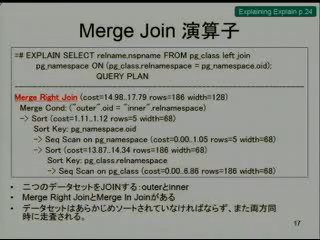 Explaining Explain p.24
Merge Join 演算子
=# EXPLAIN SELECT relname,nspname FROM pg_class left join
pg_namespace ON (pg_class.relnamespace = pg_namespace.oid);
QUERY PLAN
Merge Right Join (cost=14.98..17.79 rows=186 width=128)
Merge Cond: ("outer".oid = "inner".relnamespace)
-> Sort (cost=1.11..1.12 rows=5 width=68)
Sort Key: pg_namespace.oid
-> Seq Scan on pg_namespace (cost=0.00..1.05 rows=5 width=68)
-> Sort (cost=13.87..14.34 rows=186 width=68)
Sort Key: pg_class.relnamespace
-> Seq Scan on pg_class (cost=0.00..6.86 rows=186 width=68)
• 二つのデータセットをJOINする:outerとinner
• Merge Right JoinとMerge In Joinがある
• データセットはあらかじめソートされていなければならず、また両方同
時に走査される。
17